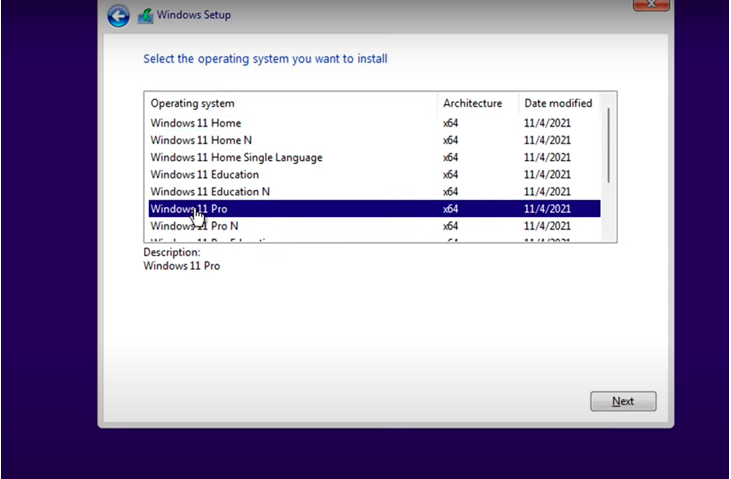 Windows Setup
Select the operating system you want to install
Operating system Architecture Date modified
Windows 11 Home x64 11/4/2021
Windows 11 Home N x64 11/4/2021
Windows 11 Home Single Language x64 11/4/2021
Windows 11 Education x64 11/4/2021
Windows 11 Education N x64 11/4/2021
Windows 11 Pro x64 11/4/2021
Windows 11 Pro N x64 11/4/2021
Description:
Windows 11 Pro
Next